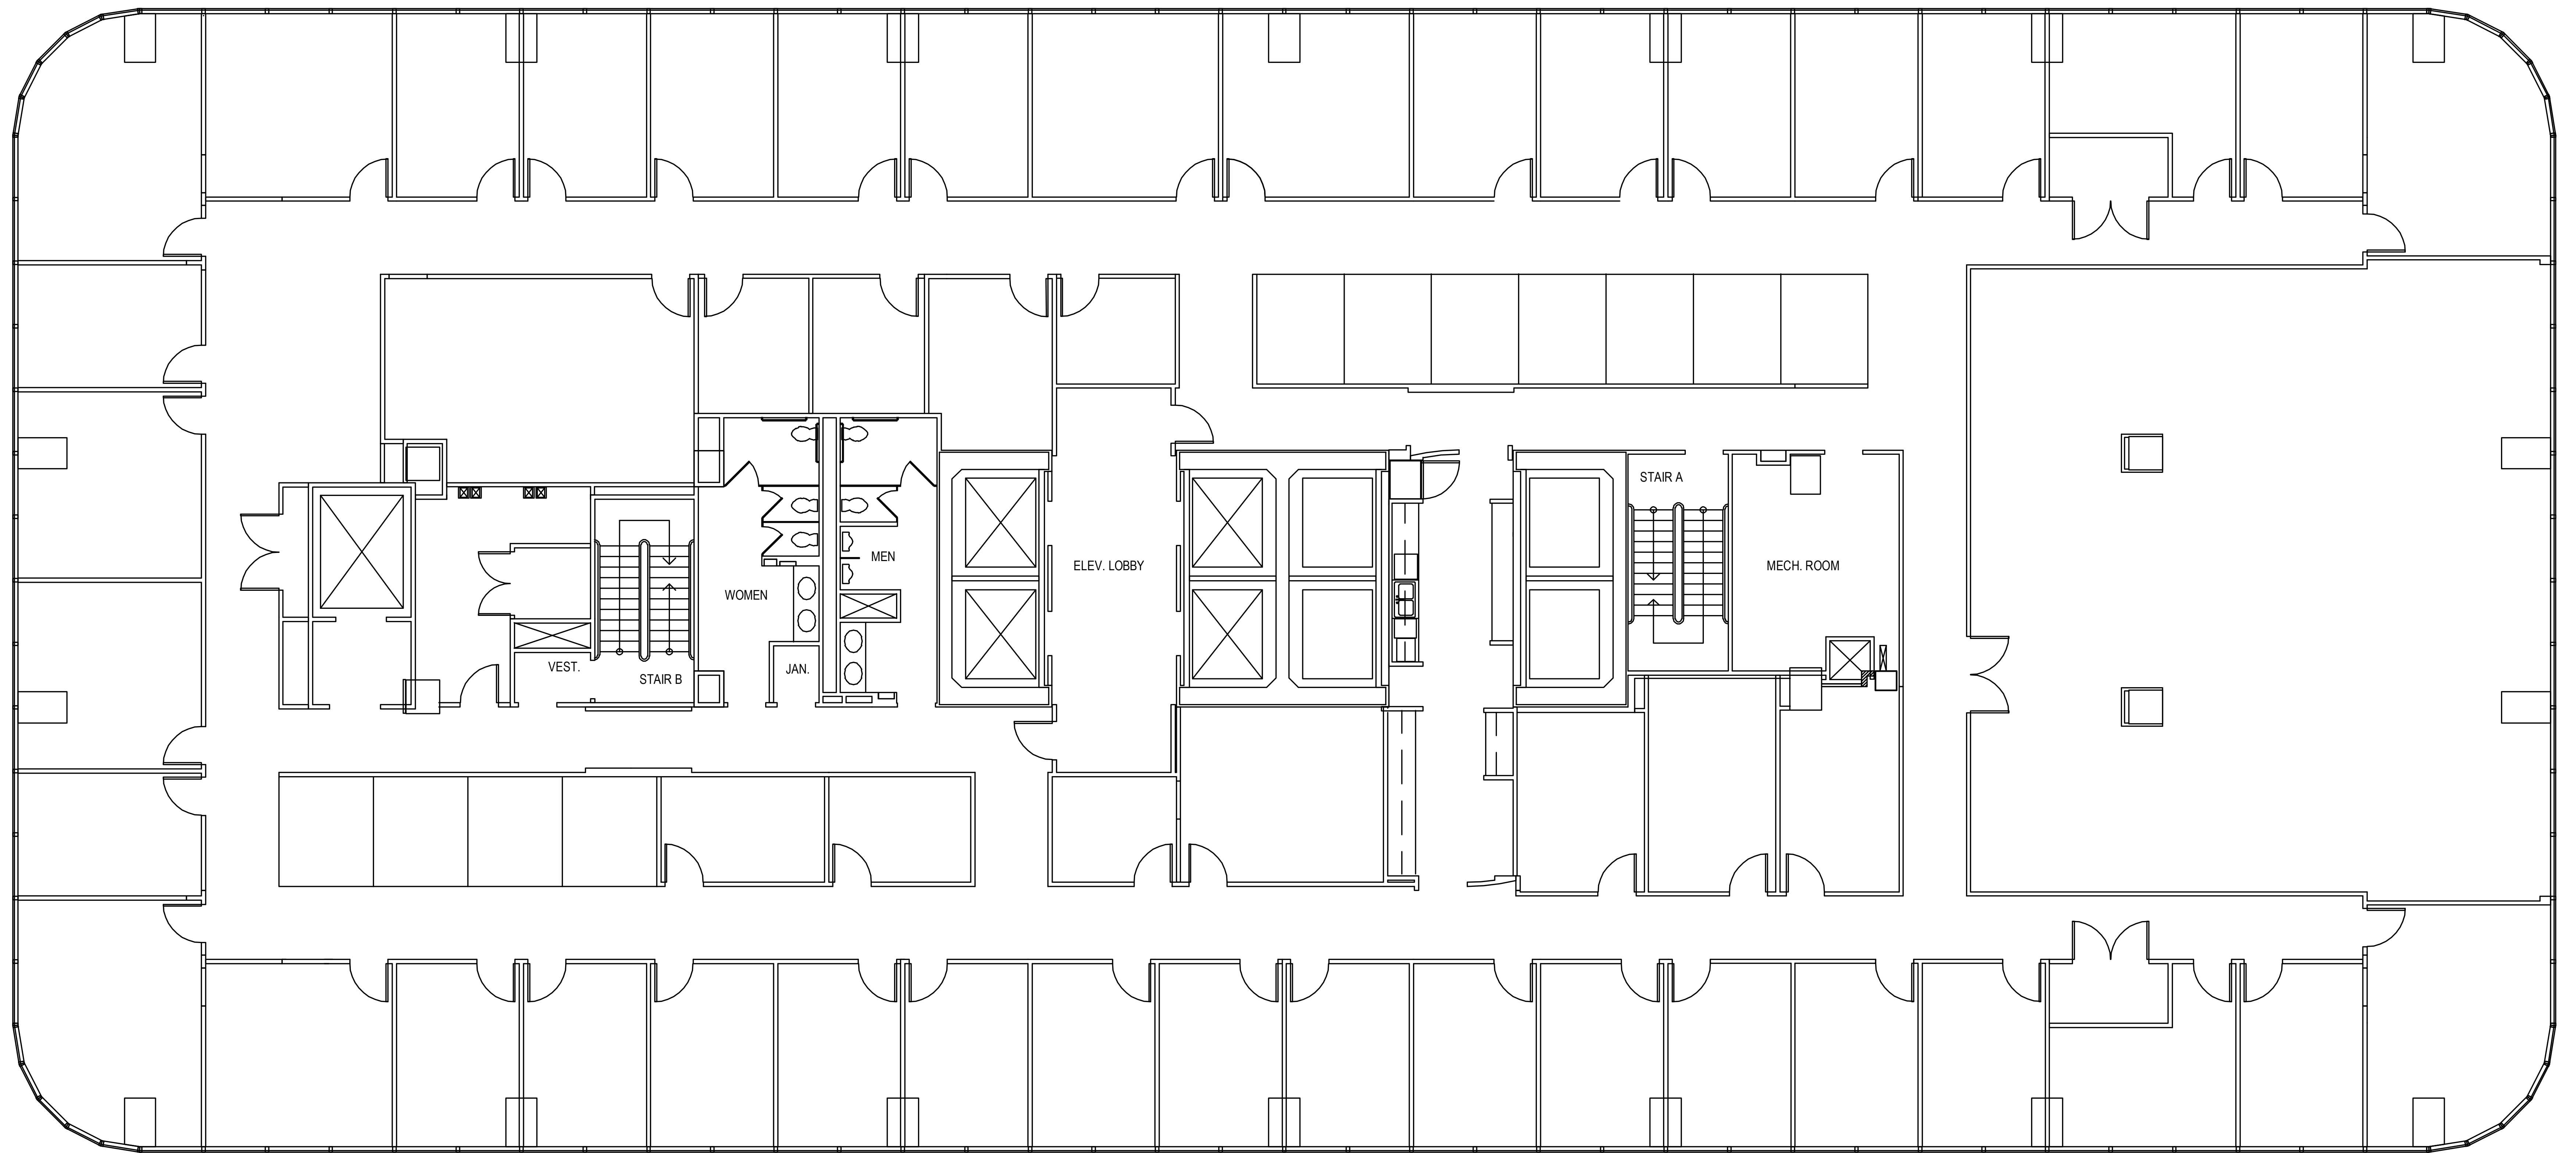 STAIR A
MEN
ELEV. LOBBY
MECH. ROOM
WOMEN
VEST.
JAN.
STAIR B